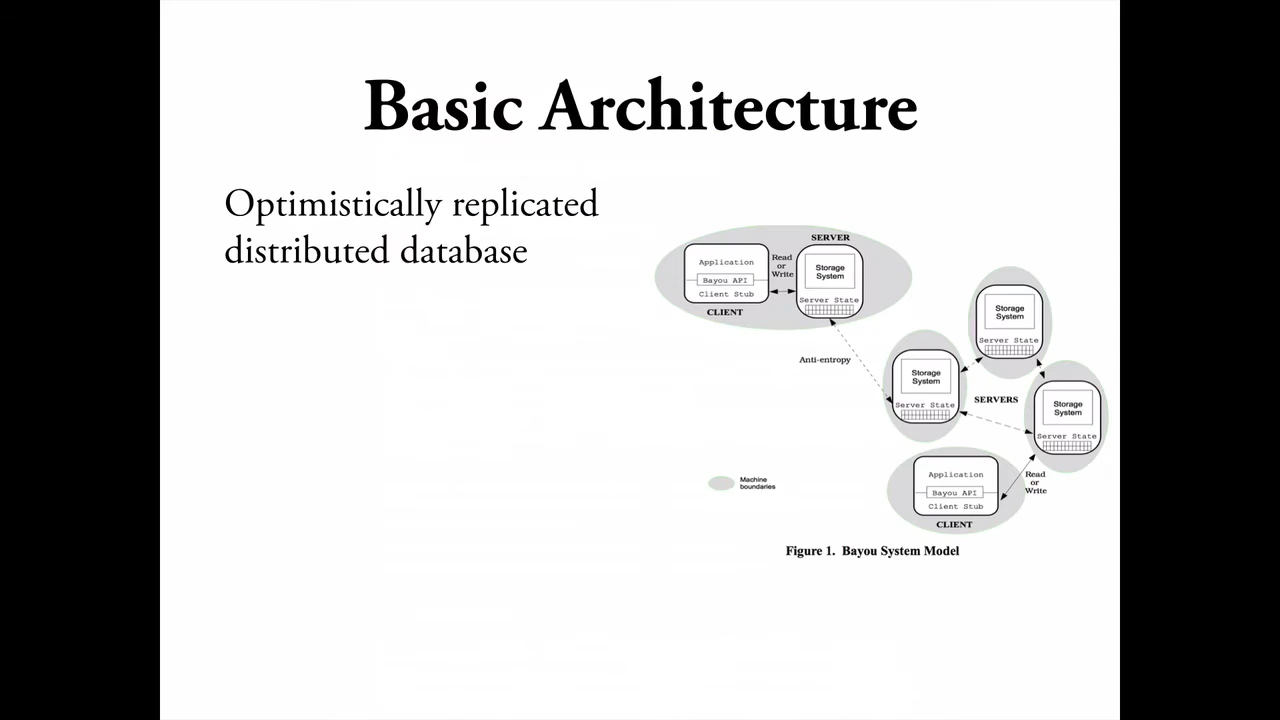 Basic Architecture
Optimistically replicated
distributed database
SERVER
Application
Bayou API
Client Stub
CLIENT
Read
or
Write
Storage
System
Server State
Anti-entropy
Storage
System
Server State
Storage
System
Server State
SERVERS
Storage
System
Server State
Machine
boundaries
Application
Bayou API
Client Stub
CLIENT
Read
or
Write
Figure 1. Bayou System Model